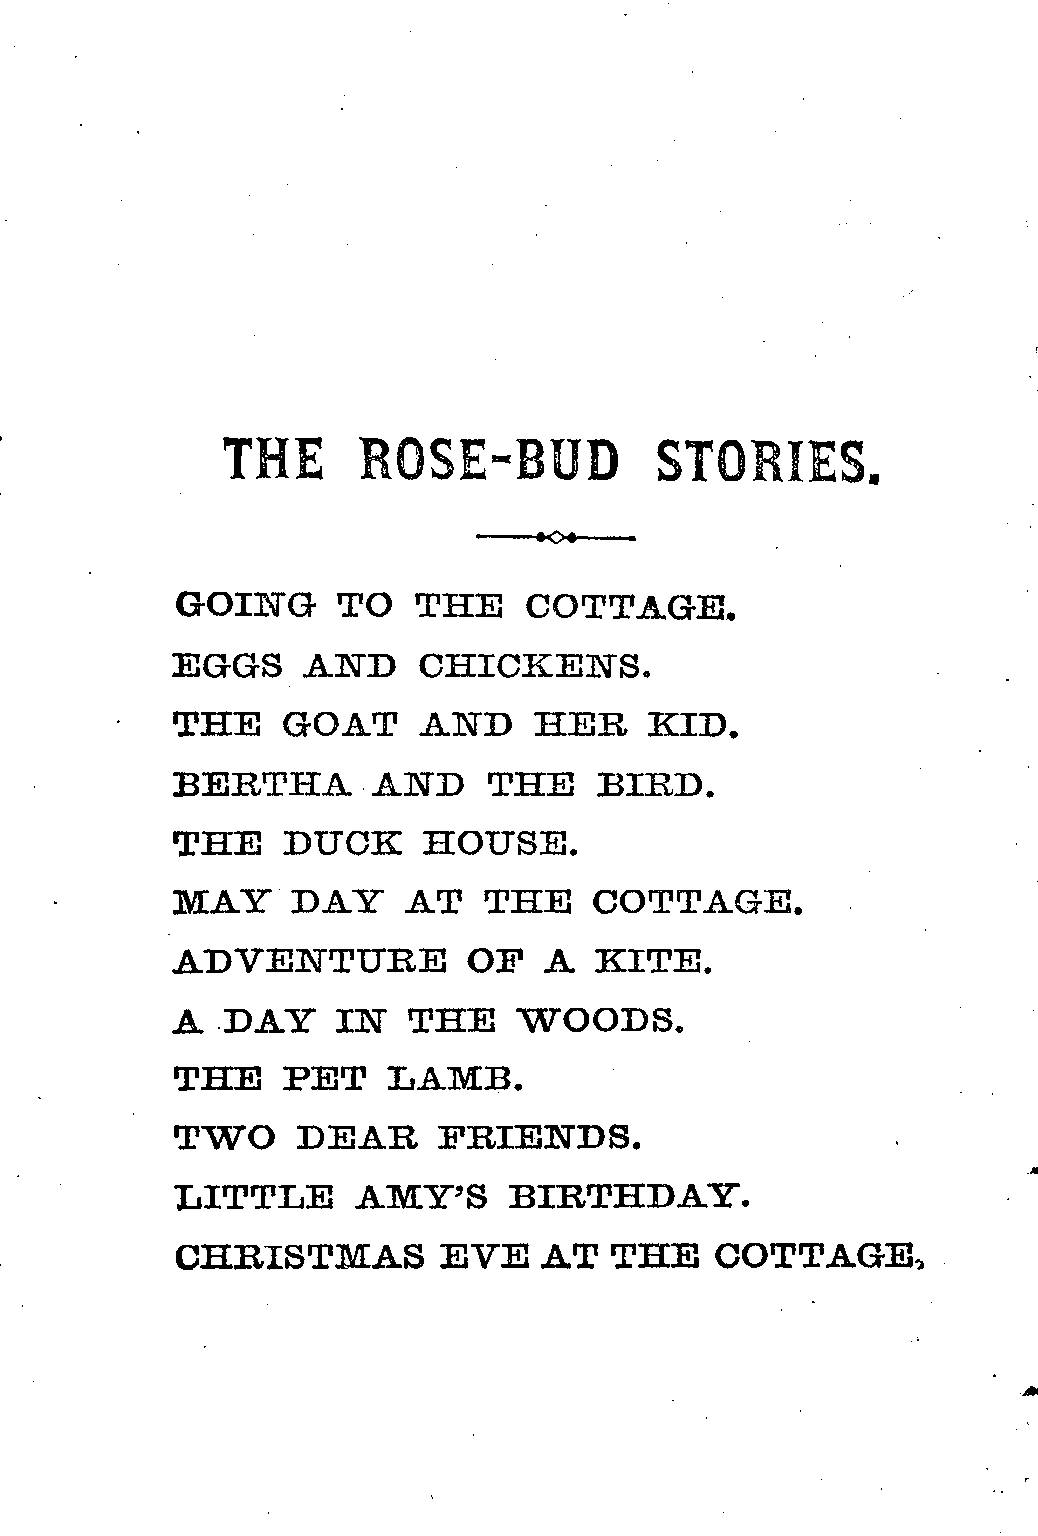 THE ROSE-BUD STORIES.
GOING TO THE COTTAGE.
EGGS AND CHICKENS.
THE GOAT AND HER KID.
BERTHA AND THE BIRD.
THE DUCK HOUSE.
MAY DAY AT THE COTTAGE.
ADVENTURE OF A KITE.
A DAY IN THE WOODS.
THE PET LAMB.
TWO DEAR FRIENDS.
LITTLE AMY'S BIRTHDAY.
CHRISTMAS EVE AT THE COTTAGE,